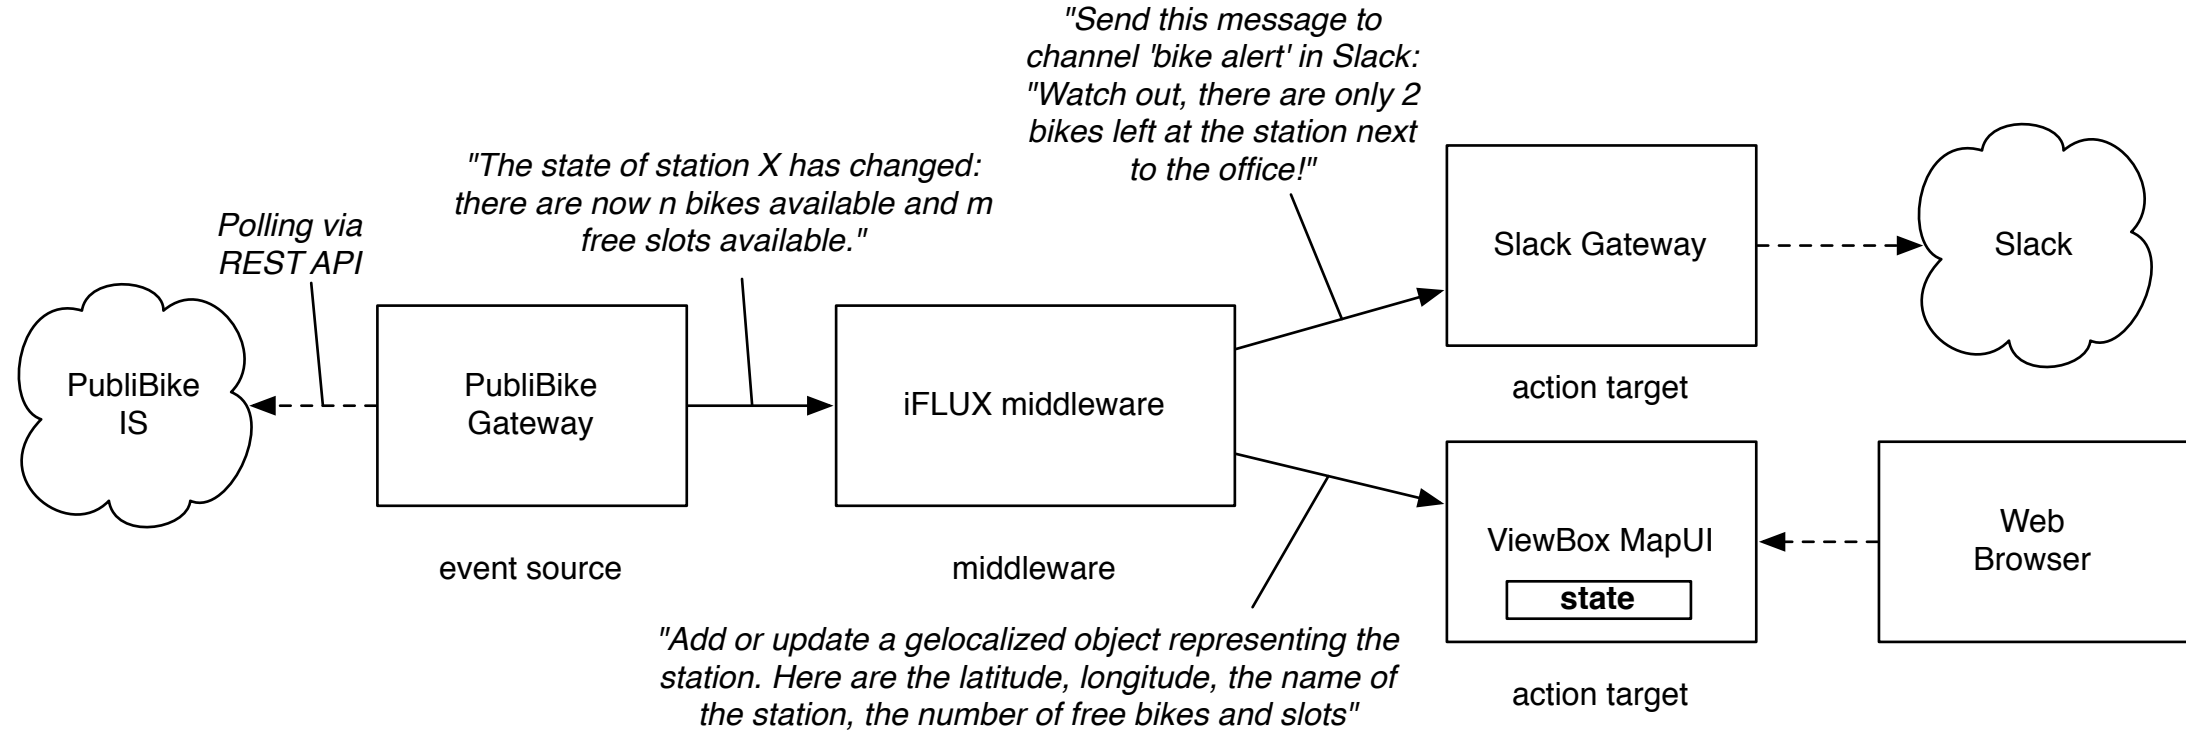 "Send this message to
channel 'bike alert' in Slack:
"Watch out, there are only 2
bikes left at the station next
to the office!"
"The state of station X has changed:
there are now n bikes available and m
free slots available."
Polling via
REST API
PubliBike
IS
PubliBike
Gateway
event source
iFLUX middleware
middleware
Slack Gateway
action target
Slack
ViewBox MapUI
state
action target
Web
Browser
"Add or update a gelocalized object representing the
station. Here are the latitude, longitude, the name of
the station, the number of free bikes and slots"